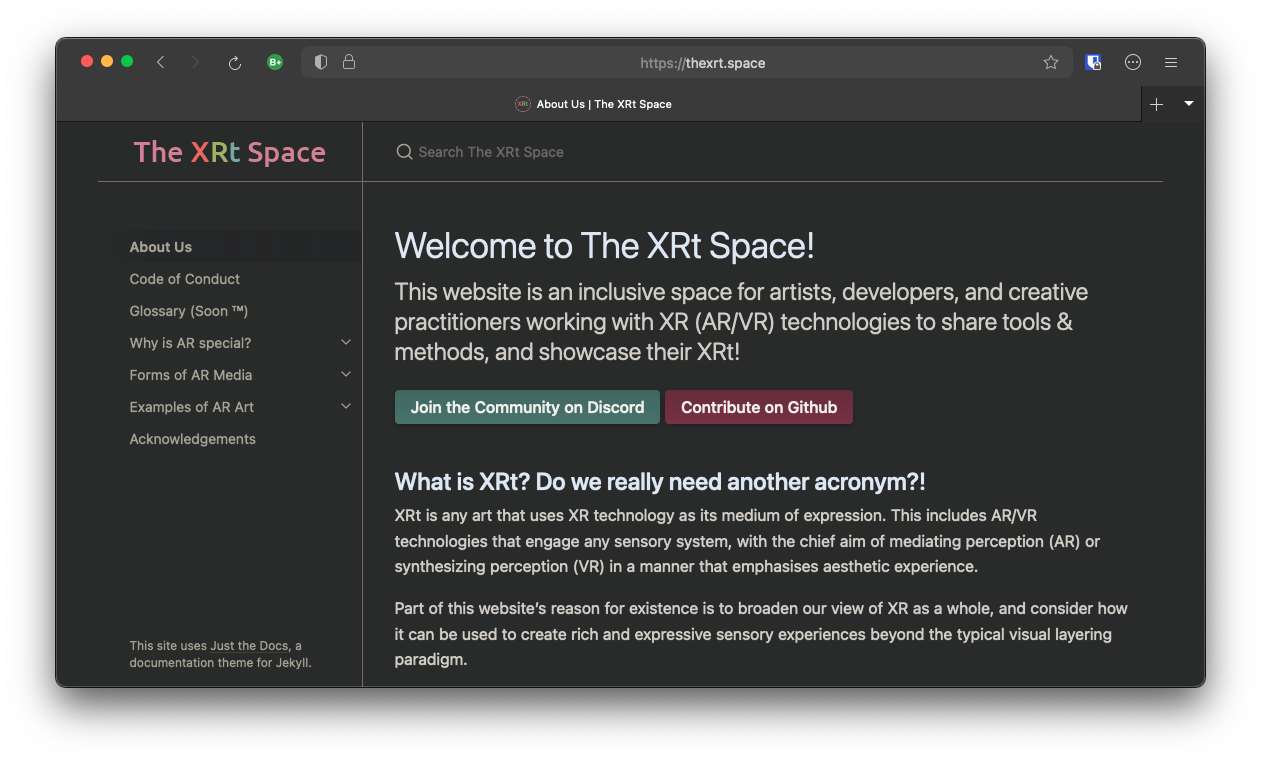 B+
https://thexrt.space
XRt
About Us | The XRt Space
The XRt Space
Search The XRt Space
About Us
Code of Conduct
Glossary (Soon ™)
Why is AR special?
Forms of AR Media
Examples of AR Art
Acknowledgements
This site uses Just the Docs, a
documentation theme for Jekyll.
Welcome to The XRt Space!
This website is an inclusive space for artists, developers, and creative
practitioners working with XR (AR/VR) technologies to share tools &
methods, and showcase their XRt!
Join the Community on Discord
Contribute on Github
What is XRt? Do we really need another acronym?!
XRt is any art that uses XR technology as its medium of expression. This includes AR/VR
technologies that engage any sensory system, with the chief aim of mediating perception (AR) or
synthesizing perception (VR) in a manner that emphasises aesthetic experience.
Part of this website’s reason for existence is to broaden our view of XR as a whole, and consider how
it can be used to create rich and expressive sensory experiences beyond the typical visual layering
paradigm.